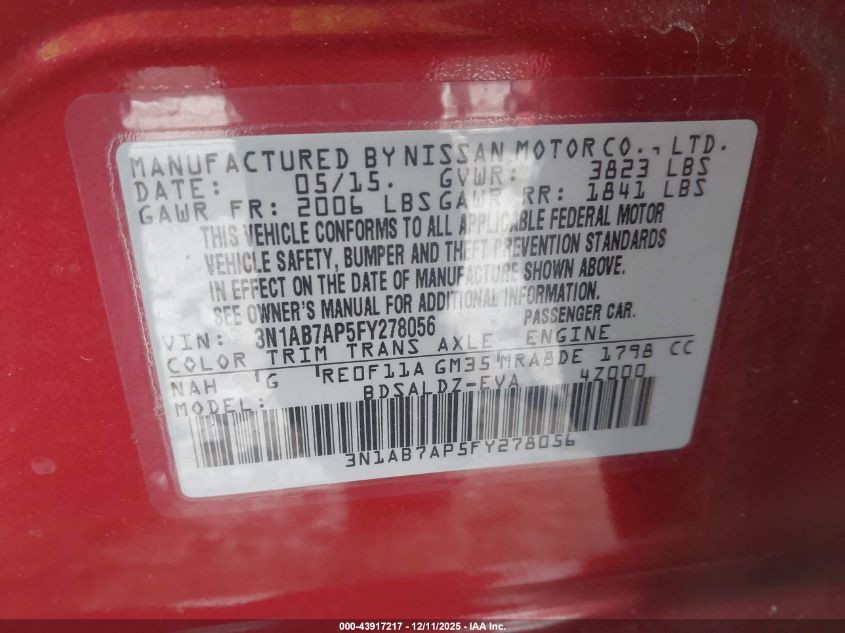 MANUFACTURED BY NISSAN MOTOR CO., LTD.
DATE: 05/15. GVWR: 3823 LBS
GAWR FR: 2006 LBS GAWR RR: 1841 LBS
THIS VEHICLE CONFORMS TO ALL APPLICABLE FEDERAL MOTOR
VEHICLE SAFETY, BUMPER AND THEFT PREVENTION STANDARDS
IN EFFECT ON THE DATE OF MANUFACTURE SHOWN ABOVE.
SEE OWNER'S MANUAL FOR ADDITIONAL INFORMATION.
VIN: 3N1AB7AP5FY278056 PASSENGER CAR.
COLOR TRIM TRANS AXLE ENGINE
NAH G RE0F11A GM35 MRA8DE 1798 CC
MODEL: BDSALDZ-EVA 4Z000
3N1AB7AP5FY278056
000-43917217 - 12/11/2025 - IAA Inc.